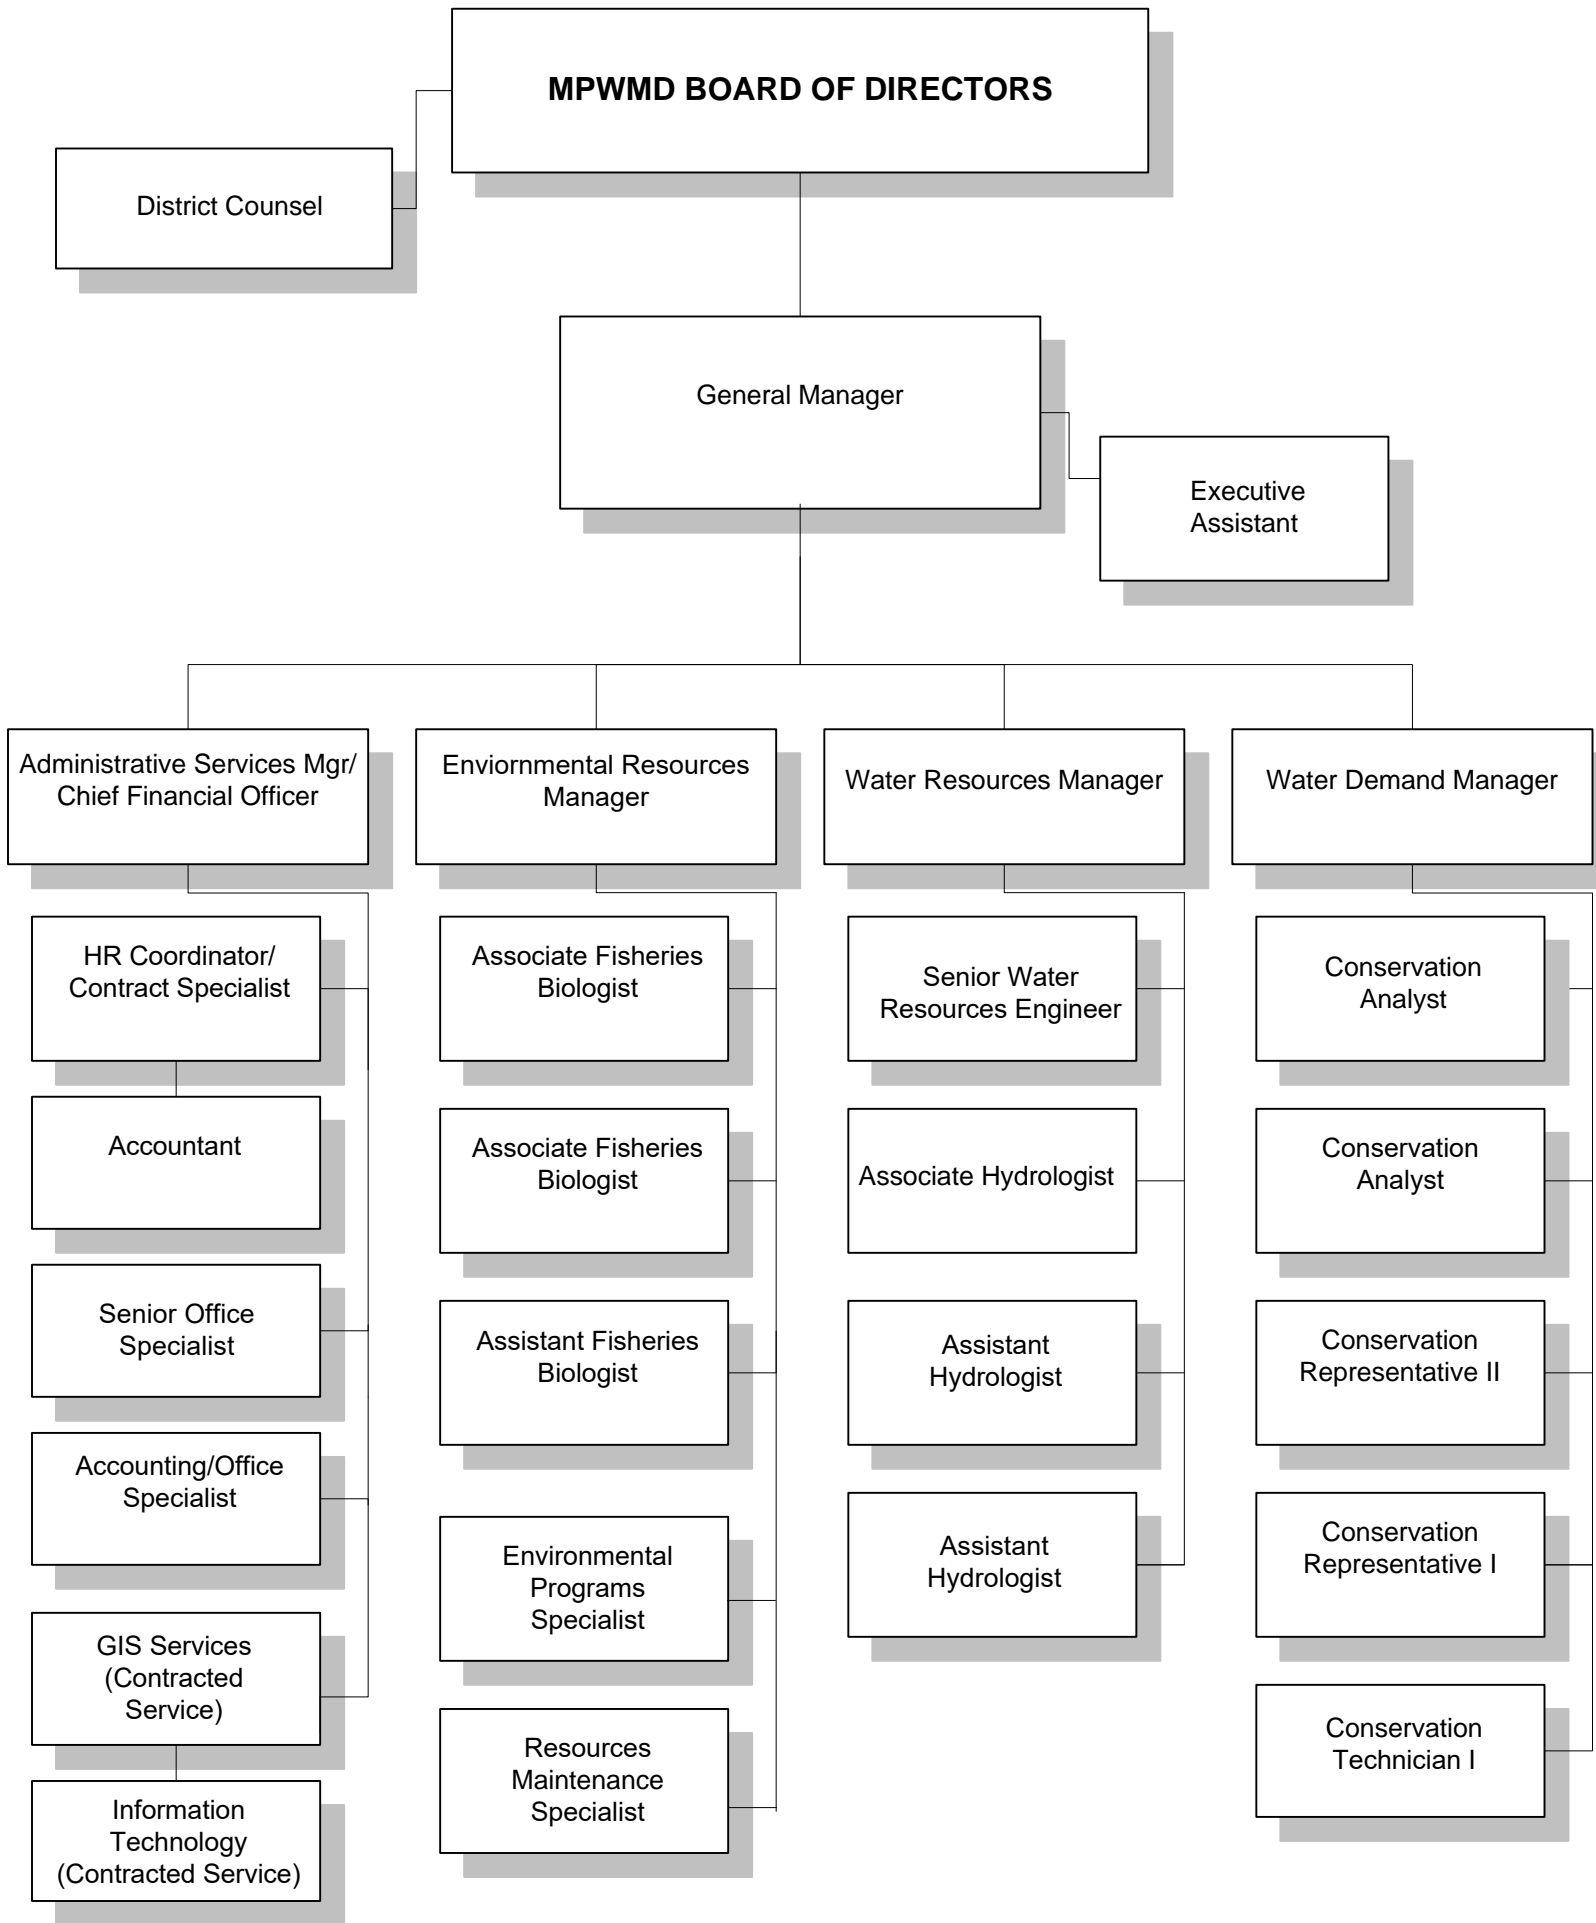 MPWMD BOARD OF DIRECTORS
District Counsel
General Manager
Executive
Assistant
Administrative Services Mgr/
Chief Financial Officer
Enviornmental Resources
Manager
Water Resources Manager
Water Demand Manager
HR Coordinator/
Contract Specialist
Accountant
Senior Office
Specialist
Accounting/Office
Specialist
GIS Services
(Contracted
Service)
Information
Technology
(Contracted Service)
Associate Fisheries
Biologist
Associate Fisheries
Biologist
Assistant Fisheries
Biologist
Environmental
Programs
Specialist
Resources
Maintenance
Specialist
Senior Water
Resources Engineer
Associate Hydrologist
Assistant
Hydrologist
Assistant
Hydrologist
Conservation
Analyst
Conservation
Analyst
Conservation
Representative II
Conservation
Representative I
Conservation
Technician I